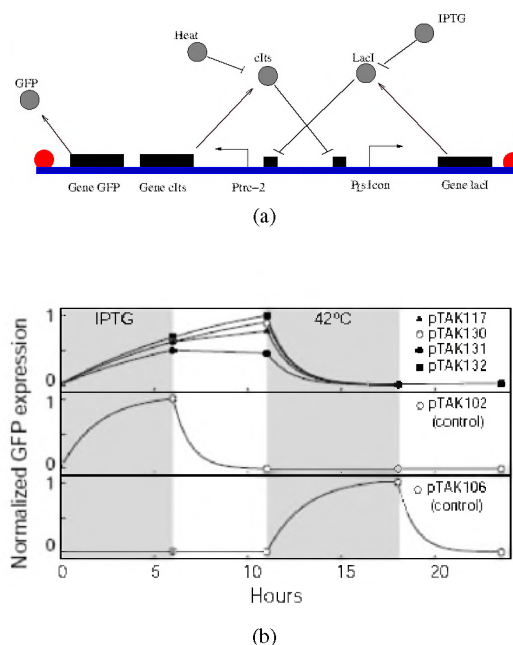 IPTG
Heat
cIts
LacI
GFP
Gene GFP
Gene cIts
Ptrc-2
PLs1con
Gene lacI
(a)
Normalized GFP expression
1
IPTG
42ºC
pTAK117
pTAK130
pTAK131
pTAK132
0
1
pTAK102
(control)
0
1
pTAK106
(control)
0
0
5
10
15
20
Hours
(b)